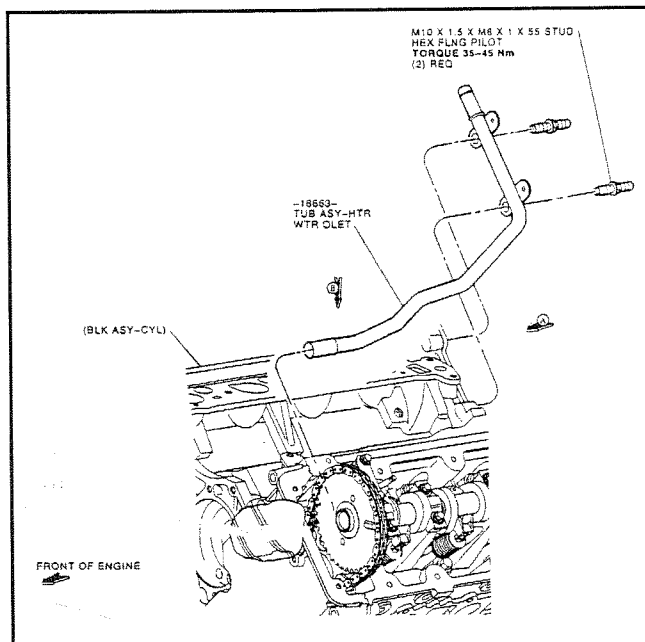 M10 X 1.5 X M6 X 1 X 55 STUD
HEX FLNG PILOT
TORQUE 35-45 Nm
(2) REQ
-18663-
TUB ASY-HTR
WTR OLET
B
(BLK ASY-CYL)
A
FRONT OF ENGINE